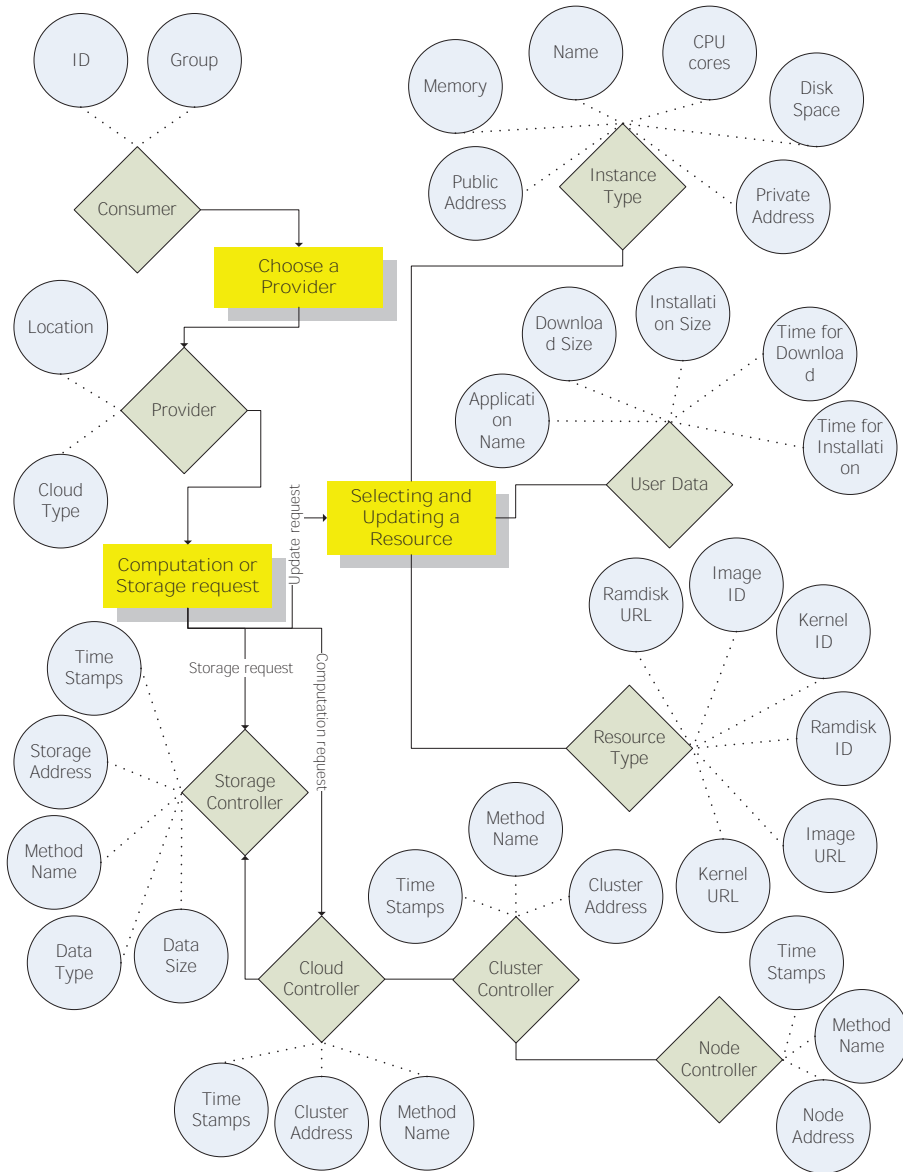 ID
Group
Name
CPU
cores
Memory
Disk
Space
Public
Address
Instance
Type
Private
Address
Consumer
Choose a
Provider
Location
Provider
Cloud
Type
Downloa
d Size
Installati
on Size
Time for
Downloa
d
Applicati
on
Name
Time for
Installati
on
User Data
Selecting and
Updating a
Resource
Update request
Computation or
Storage request
Storage request
Computation request
Ramdisk
URL
Image
ID
Kernel
ID
Ramdisk
ID
Resource
Type
Image
URL
Kernel
URL
Time
Stamps
Storage
Address
Storage
Controller
Method
Name
Data
Type
Data
Size
Method
Name
Time
Stamps
Cluster
Address
Cloud
Controller
Cluster
Controller
Time
Stamps
Method
Name
Node
Controller
Node
Address
Time
Stamps
Cluster
Address
Method
Name